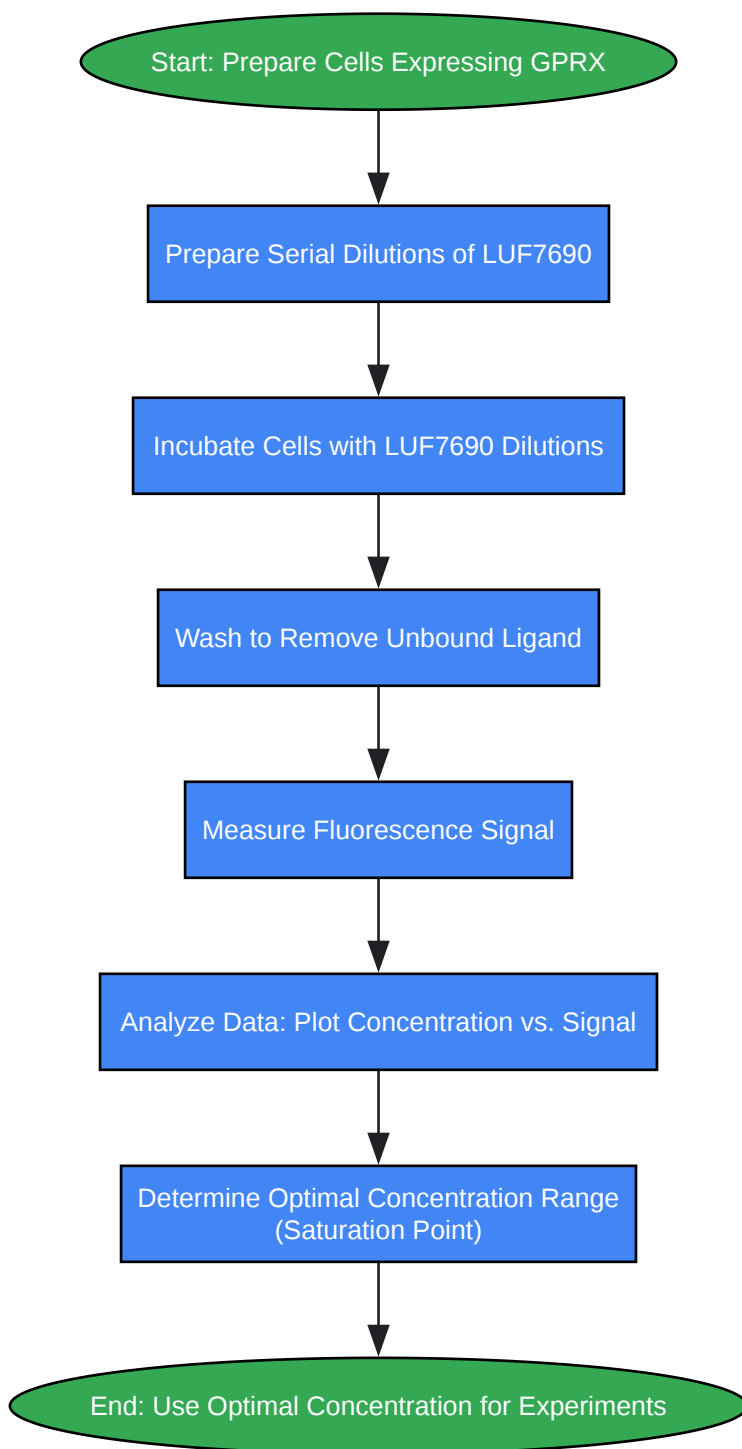 Start: Prepare Cells Expressing GPRX
Prepare Serial Dilutions of LUF7690
Incubate Cells with LUF7690 Dilutions
Wash to Remove Unbound Ligand
Measure Fluorescence Signal
Analyze Data: Plot Concentration vs. Signal
Determine Optimal Concentration Range
(Saturation Point)
End: Use Optimal Concentration for Experiments